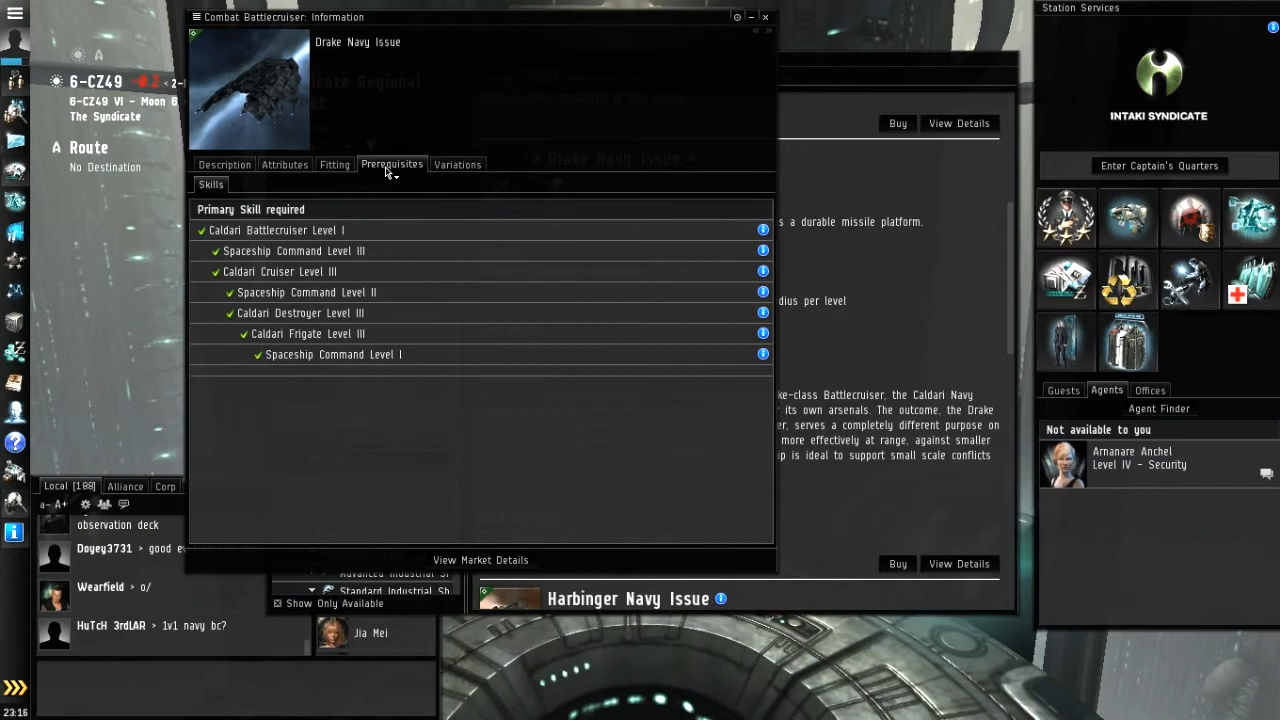 Combat Battlecruiser: Information
Drake Navy Issue
Description
Attributes
Fitting
Prerequisites
Variations
Skills
Primary Skill required
Caldari Battlecruiser Level I
Spaceship Command Level III
Caldari Cruiser Level III
Spaceship Command Level II
Caldari Destroyer Level III
Caldari Frigate Level III
Spaceship Command Level I
View Market Details
A
6-CZ49
6-CZ49 VI - Moon 6
The Syndicate
A Route
No Destination
Buy
View Details
s a durable missile platform.
dius per level
ke-class Battlecruiser, the Caldari Navy
its own arsenals. The outcome, the Drake
er, serves a completely different purpose on
more effectively at range, against smaller
p is ideal to support small scale conflicts
Buy
View Details
Harbinger Navy Issue
Standard Industrial Sh
Show Only Available
Local [188]
Alliance
Corp
a- A+
observation deck
Doyey3731 > good e
Wearfield > o/
HuTcH 3rdLAR > 1v1 navy bc?
Jia Mei
23:16
Station Services
INTAKI SYNDICATE
Enter Captain's Quarters
Guests
Agents
Offices
Agent Finder
Not available to you
Arnanare Anchel
Level IV - Security